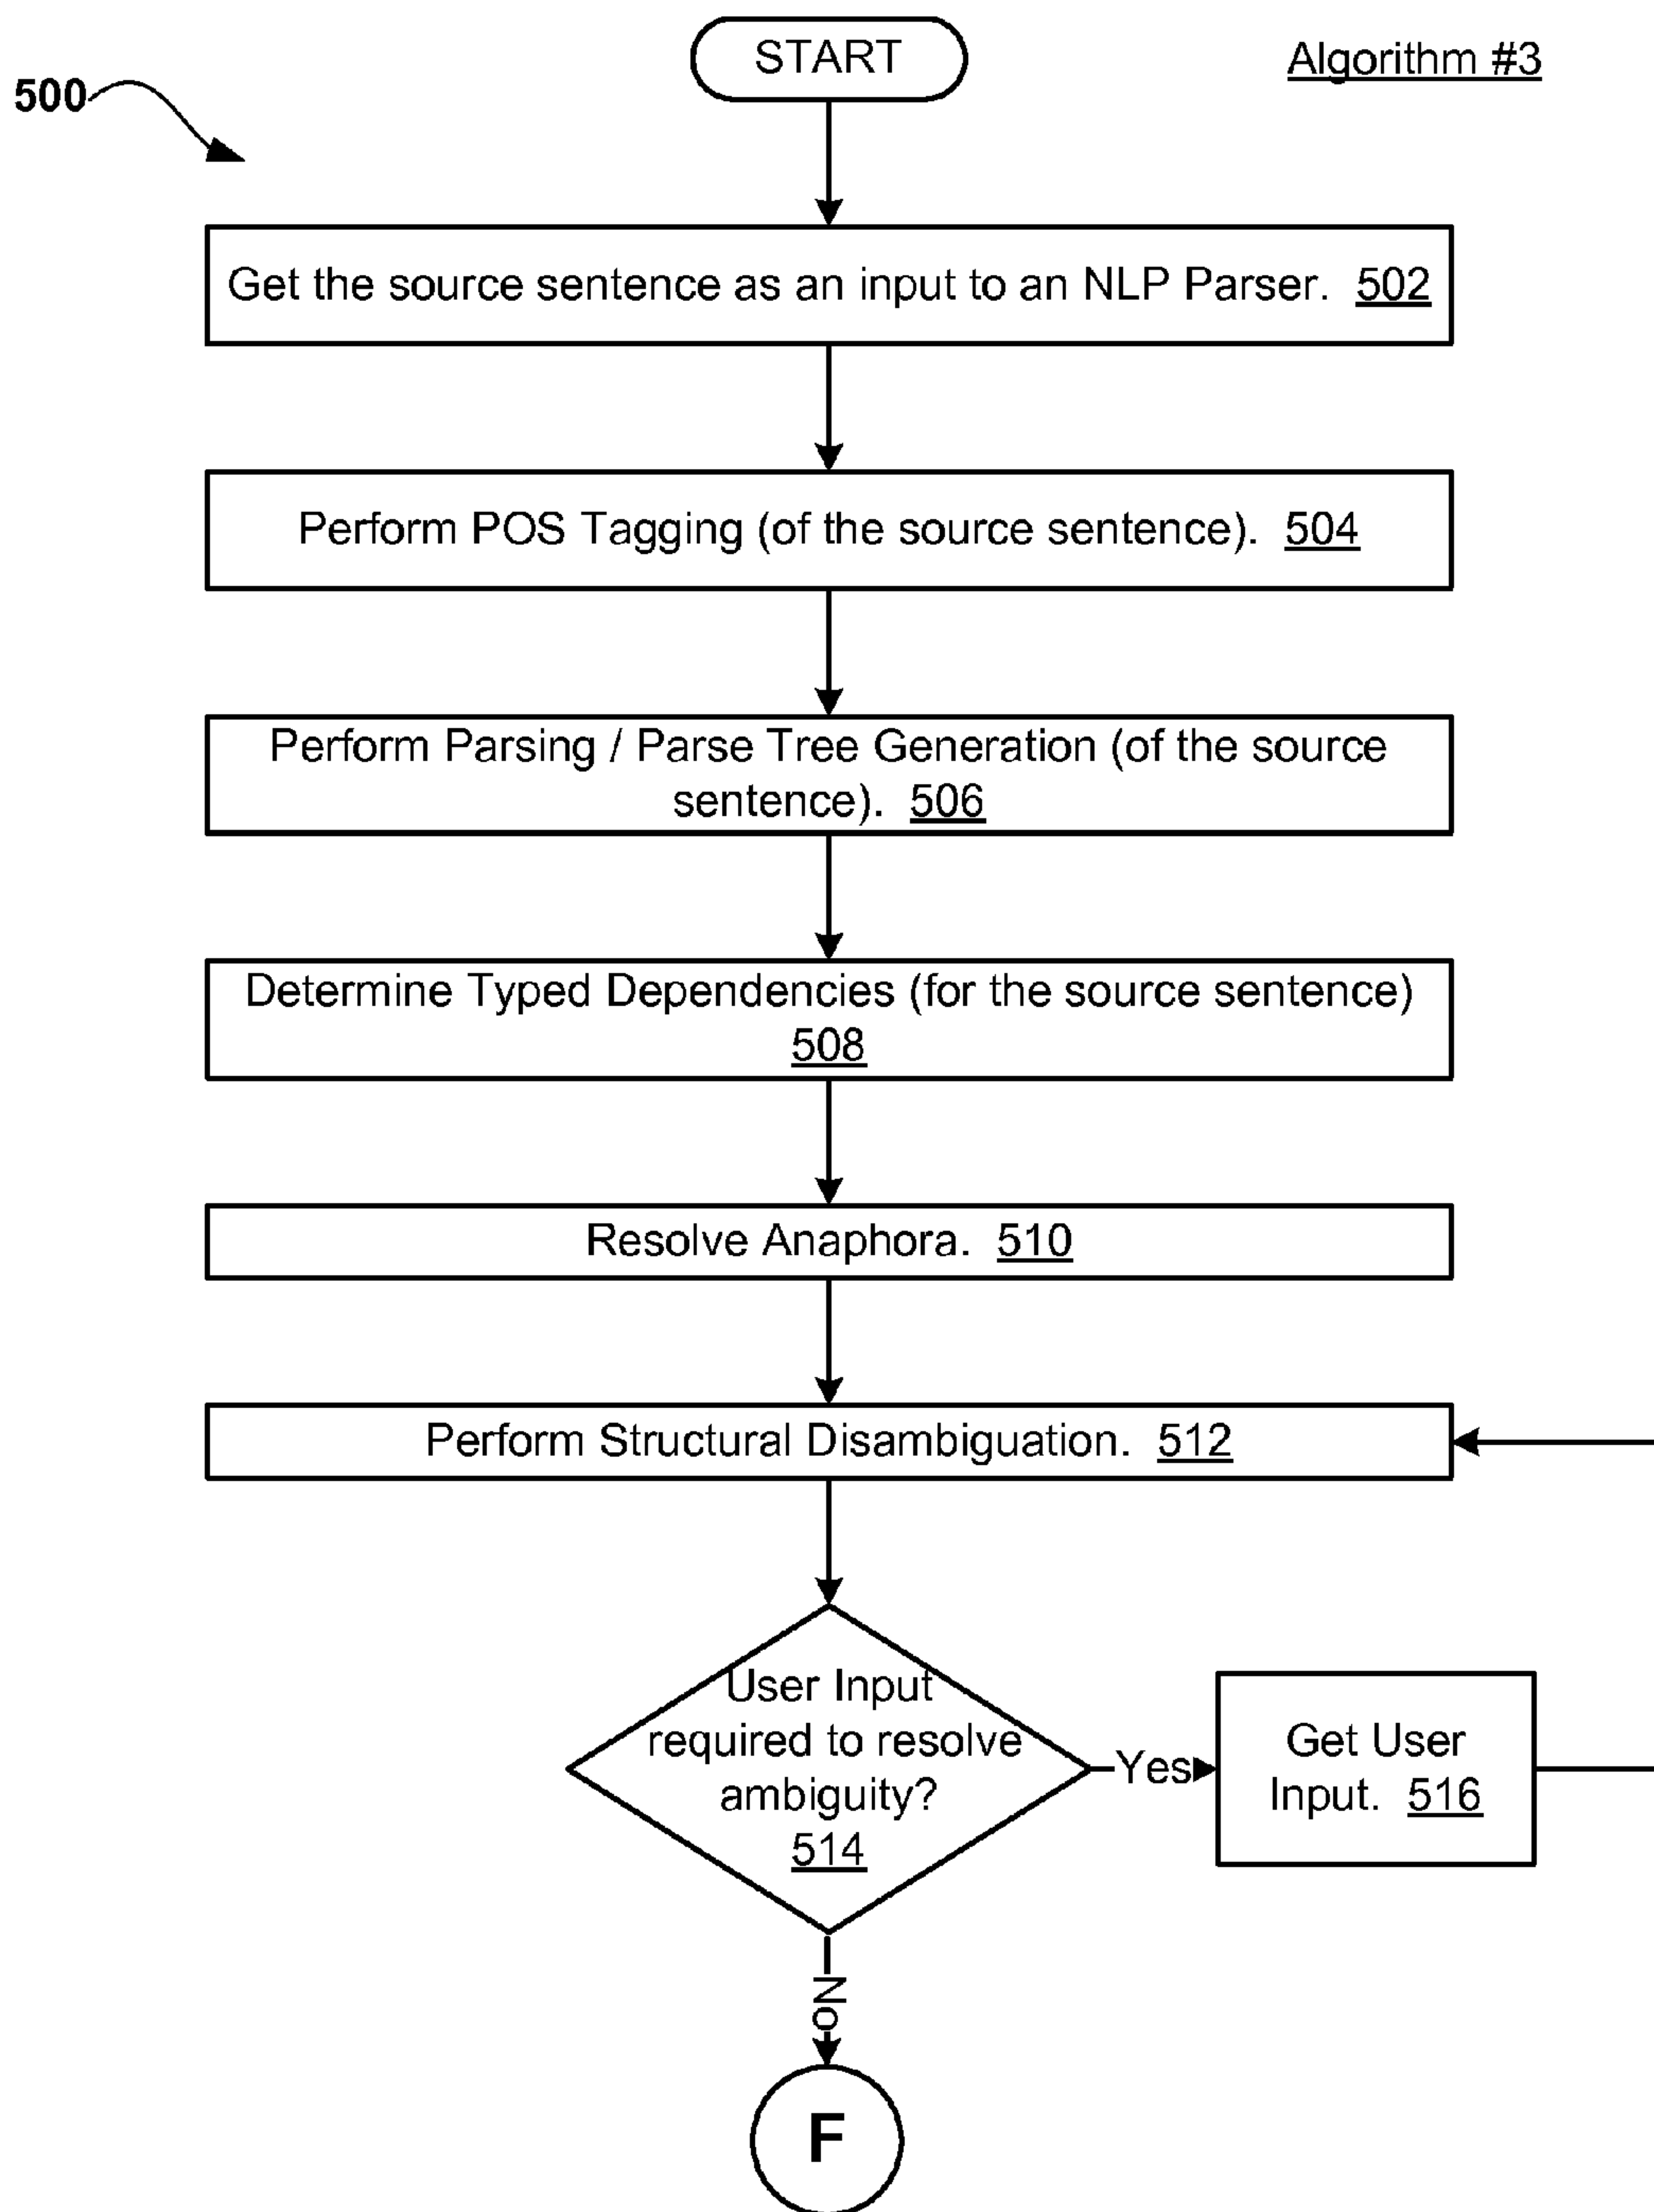 START
Algorithm #3
500
Get the source sentence as an input to an NLP Parser. 502
Perform POS Tagging (of the source sentence). 504
Perform Parsing / Parse Tree Generation (of the source
sentence). 506
Determine Typed Dependencies (for the source sentence)
508
Resolve Anaphora. 510
Perform Structural Disambiguation. 512
User Input
required to resolve
ambiguity?
514
Yes
Get User
Input. 516
No
F